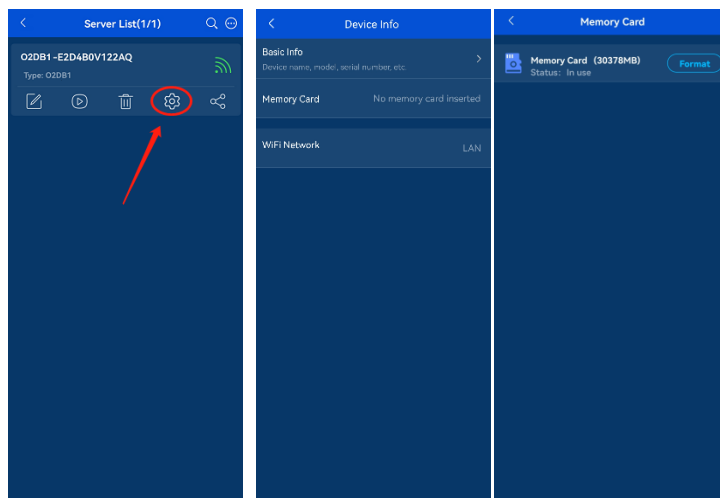 Server List(1/1)
O2DB1-E2D4B0V122AQ
Type: O2DB1
Device Info
Basic Info
Device name, model, serial number, etc.
Memory Card No memory card inserted
WiFi Network LAN
Memory Card
Memory Card (30378MB)
Status: In use
Format